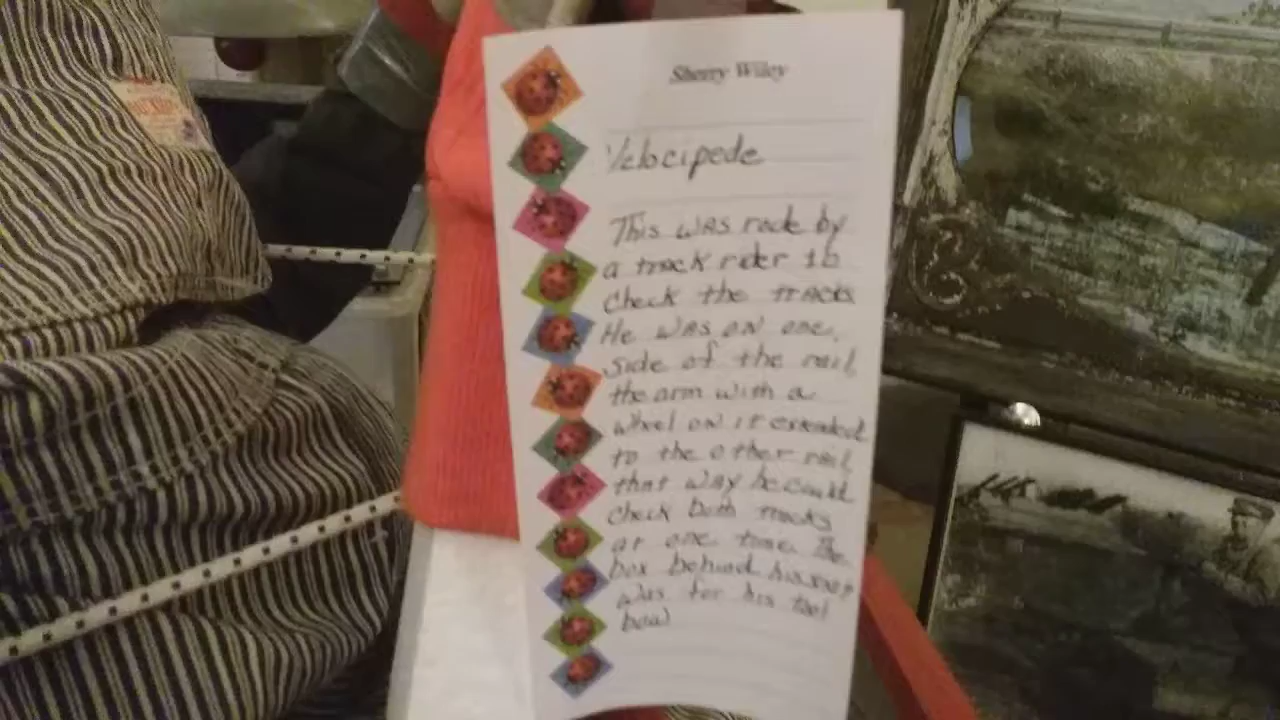 Sherry Wiley
Velocipede
This was rode by
a track rider to
check the tracks
He was on one
side of the rail,
the arm with a
wheel on it extended
to the other rail,
that way he could
check both tracks
at one time. The
box behind his seat
was for his tool